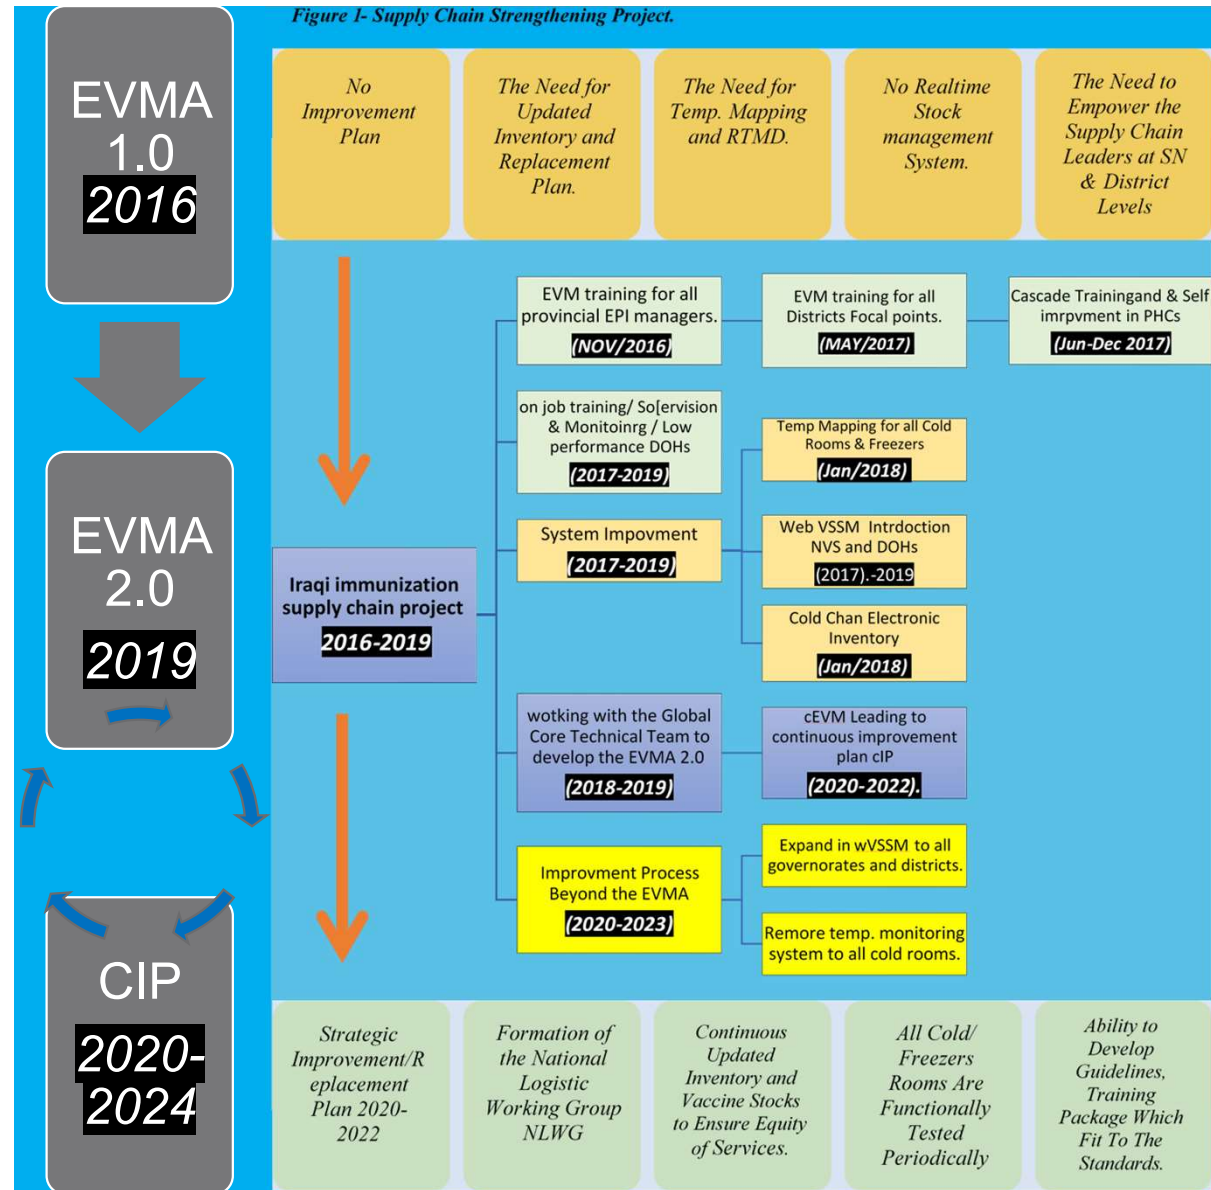 Figure 1- Supply Chain Strengthening Project.
EVMA
1.0
2016
EVMA
2.0
2019
CIP
2020-
2024
No
Improvement
Plan
The Need for
Updated
Inventory and
Replacement
Plan.
The Need for
Temp. Mapping
and RTMD.
No Realtime
Stock
management
System.
The Need to
Empower the
Supply Chain
Leaders at SN
& District
Levels
Iraqi immunization
supply chain project
2016-2019
EVM training for all
provincial EPI managers.
(NOV/2016)
EVM training for all
Districts Focal points.
(MAY/2017)
Cascade Trainingand & Self
imrpvment in PHCs
(Jun-Dec 2017)
on job training/ So[ervision
& Monitoinrg / Low
performance DOHs
(2017-2019)
System Impovment
(2017-2019)
Temp Mapping for all Cold
Rooms & Freezers
(Jan/2018)
Web VSSM Intrdoction
NVS and DOHs
(2017).-2019
Cold Chan Electronic
Inventory
(Jan/2018)
wotking with the Global
Core Technical Team to
develop the EVMA 2.0
(2018-2019)
cEVM Leading to
continuous improvement
plan cIP
(2020-2022).
Improvment Process
Beyond the EVMA
(2020-2023)
Expand in wVSSM to all
governorates and districts.
Remore temp. monitoring
system to all cold rooms.
Strategic
Improvement/R
eplacement
Plan 2020-
2022
Formation of
the National
Logistic
Working Group
NLWG
Continuous
Updated
Inventory and
Vaccine Stocks
to Ensure Equity
of Services.
All Cold/
Freezers
Rooms Are
Functionally
Tested
Periodically
Ability to
Develop
Guidelines,
Training
Package Which
Fit To The
Standards.